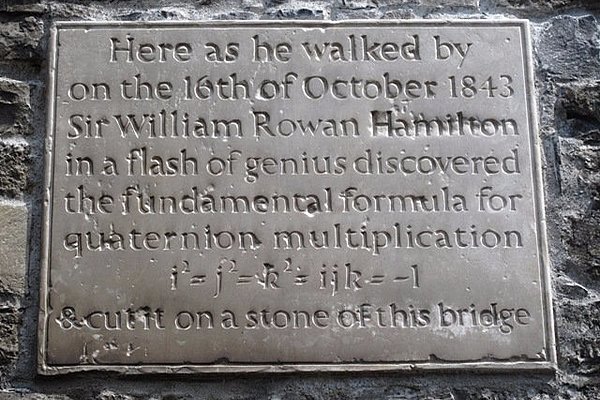 Here as he walked by
on the 16th of October 1843
Sir William Rowan Hamilton
in a flash of genius discovered
the fundamental formula for
quaternion multiplication
i² = j² = k² = ijk = –1
& cut it on a stone of this bridge